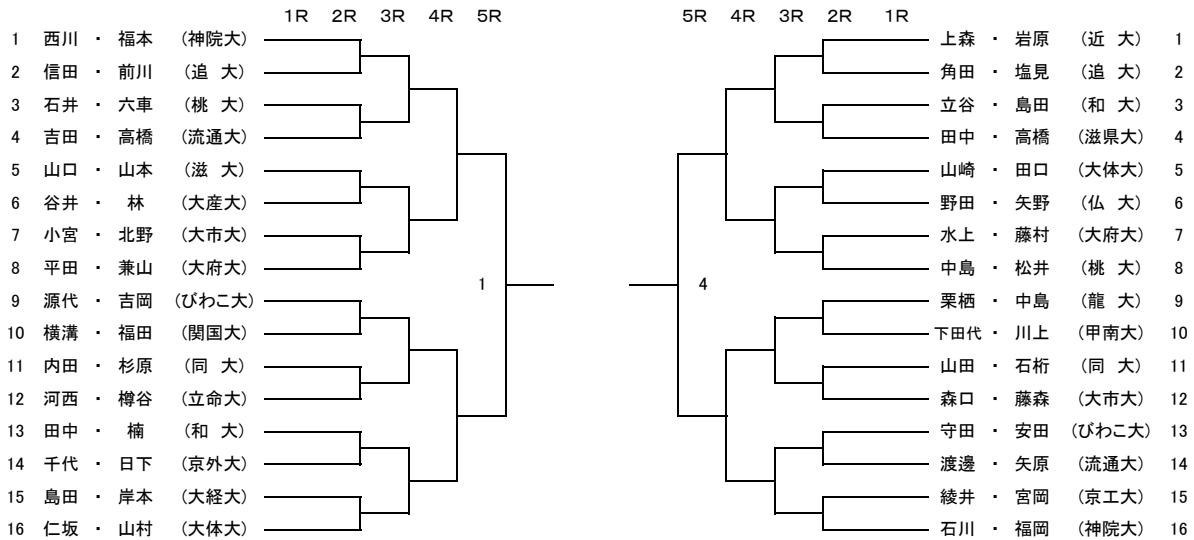 1R 2R 3R 4R 5R 5R 4R 3R 2R 1R
1 西川 ・ 福本 (神院大) 上森 ・ 岩原 (近 大) 1
2 信田 ・ 前川 (追 大) 角田 ・ 塩見 (追 大) 2
3 石井 ・ 六車 (桃 大) 立谷 ・ 島田 (和 大) 3
4 吉田 ・ 高橋 (流通大) 田中 ・ 高橋 (滋県大) 4
5 山口 ・ 山本 (滋 大) 山崎 ・ 田口 (大体大) 5
6 谷井 ・ 林 (大産大) 野田 ・ 矢野 (仏 大) 6
7 小宮 ・ 北野 (大市大) 水上 ・ 藤村 (大府大) 7
8 平田 ・ 兼山 (大府大) 中島 ・ 松井 (桃 大) 8
1 4
9 源代 ・ 吉岡 (びわこ大) 栗栖 ・ 中島 (龍 大) 9
10 横溝 ・ 福田 (関国大) 下田代 ・ 川上 (甲南大) 10
11 内田 ・ 杉原 (同 大) 山田 ・ 石桁 (同 大) 11
12 河西 ・ 樽谷 (立命大) 森口 ・ 藤森 (大市大) 12
13 田中 ・ 楠 (和 大) 守田 ・ 安田 (びわこ大) 13
14 千代 ・ 日下 (京外大) 渡邊 ・ 矢原 (流通大) 14
15 島田 ・ 岸本 (大経大) 綾井 ・ 宮岡 (京工大) 15
16 仁坂 ・ 山村 (大体大) 石川 ・ 福岡 (神院大) 16